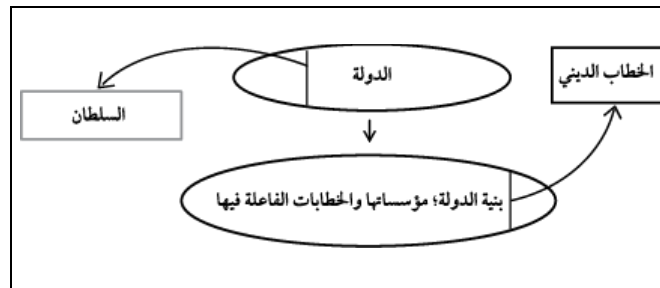 الدولة
الخطاب الديني
السلطان
بنية الدولة؛ مؤسساتها والخطابات الفاعلة فيها